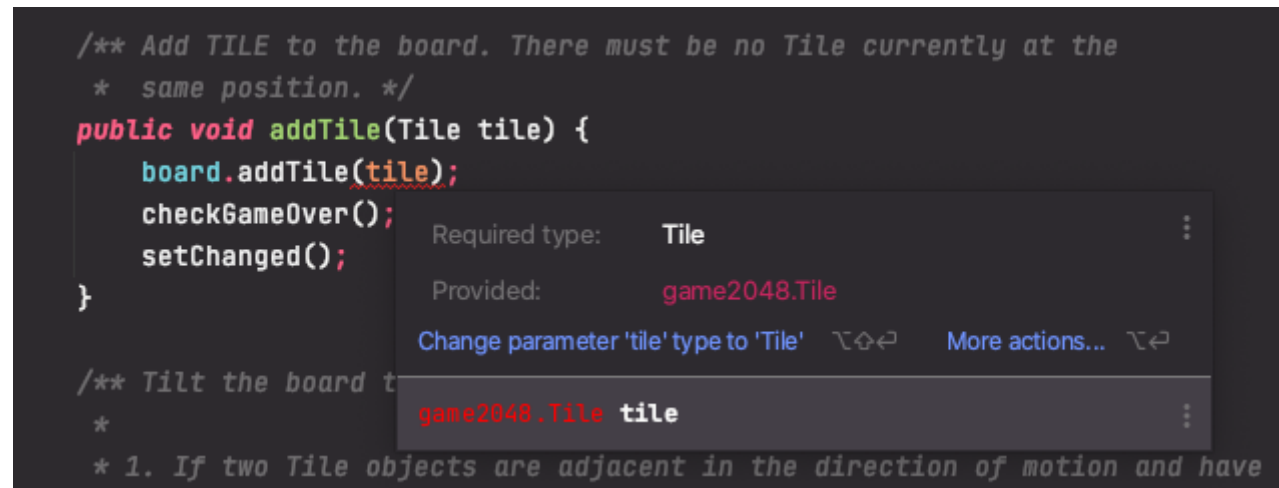 /** Add TILE to the board. There must be no Tile currently at the
 *  same position. */
public void addTile(Tile tile) {
    board.addTile(tile);
    checkGameOver();
    setChanged();
}
Required type: Tile
Provided: game2048.Tile
Change parameter 'tile' type to 'Tile' ⌥⇧⏎ More actions... ⌥⏎
game2048.Tile tile
/** Tilt the board t
 *
 * 1. If two Tile objects are adjacent in the direction of motion and have